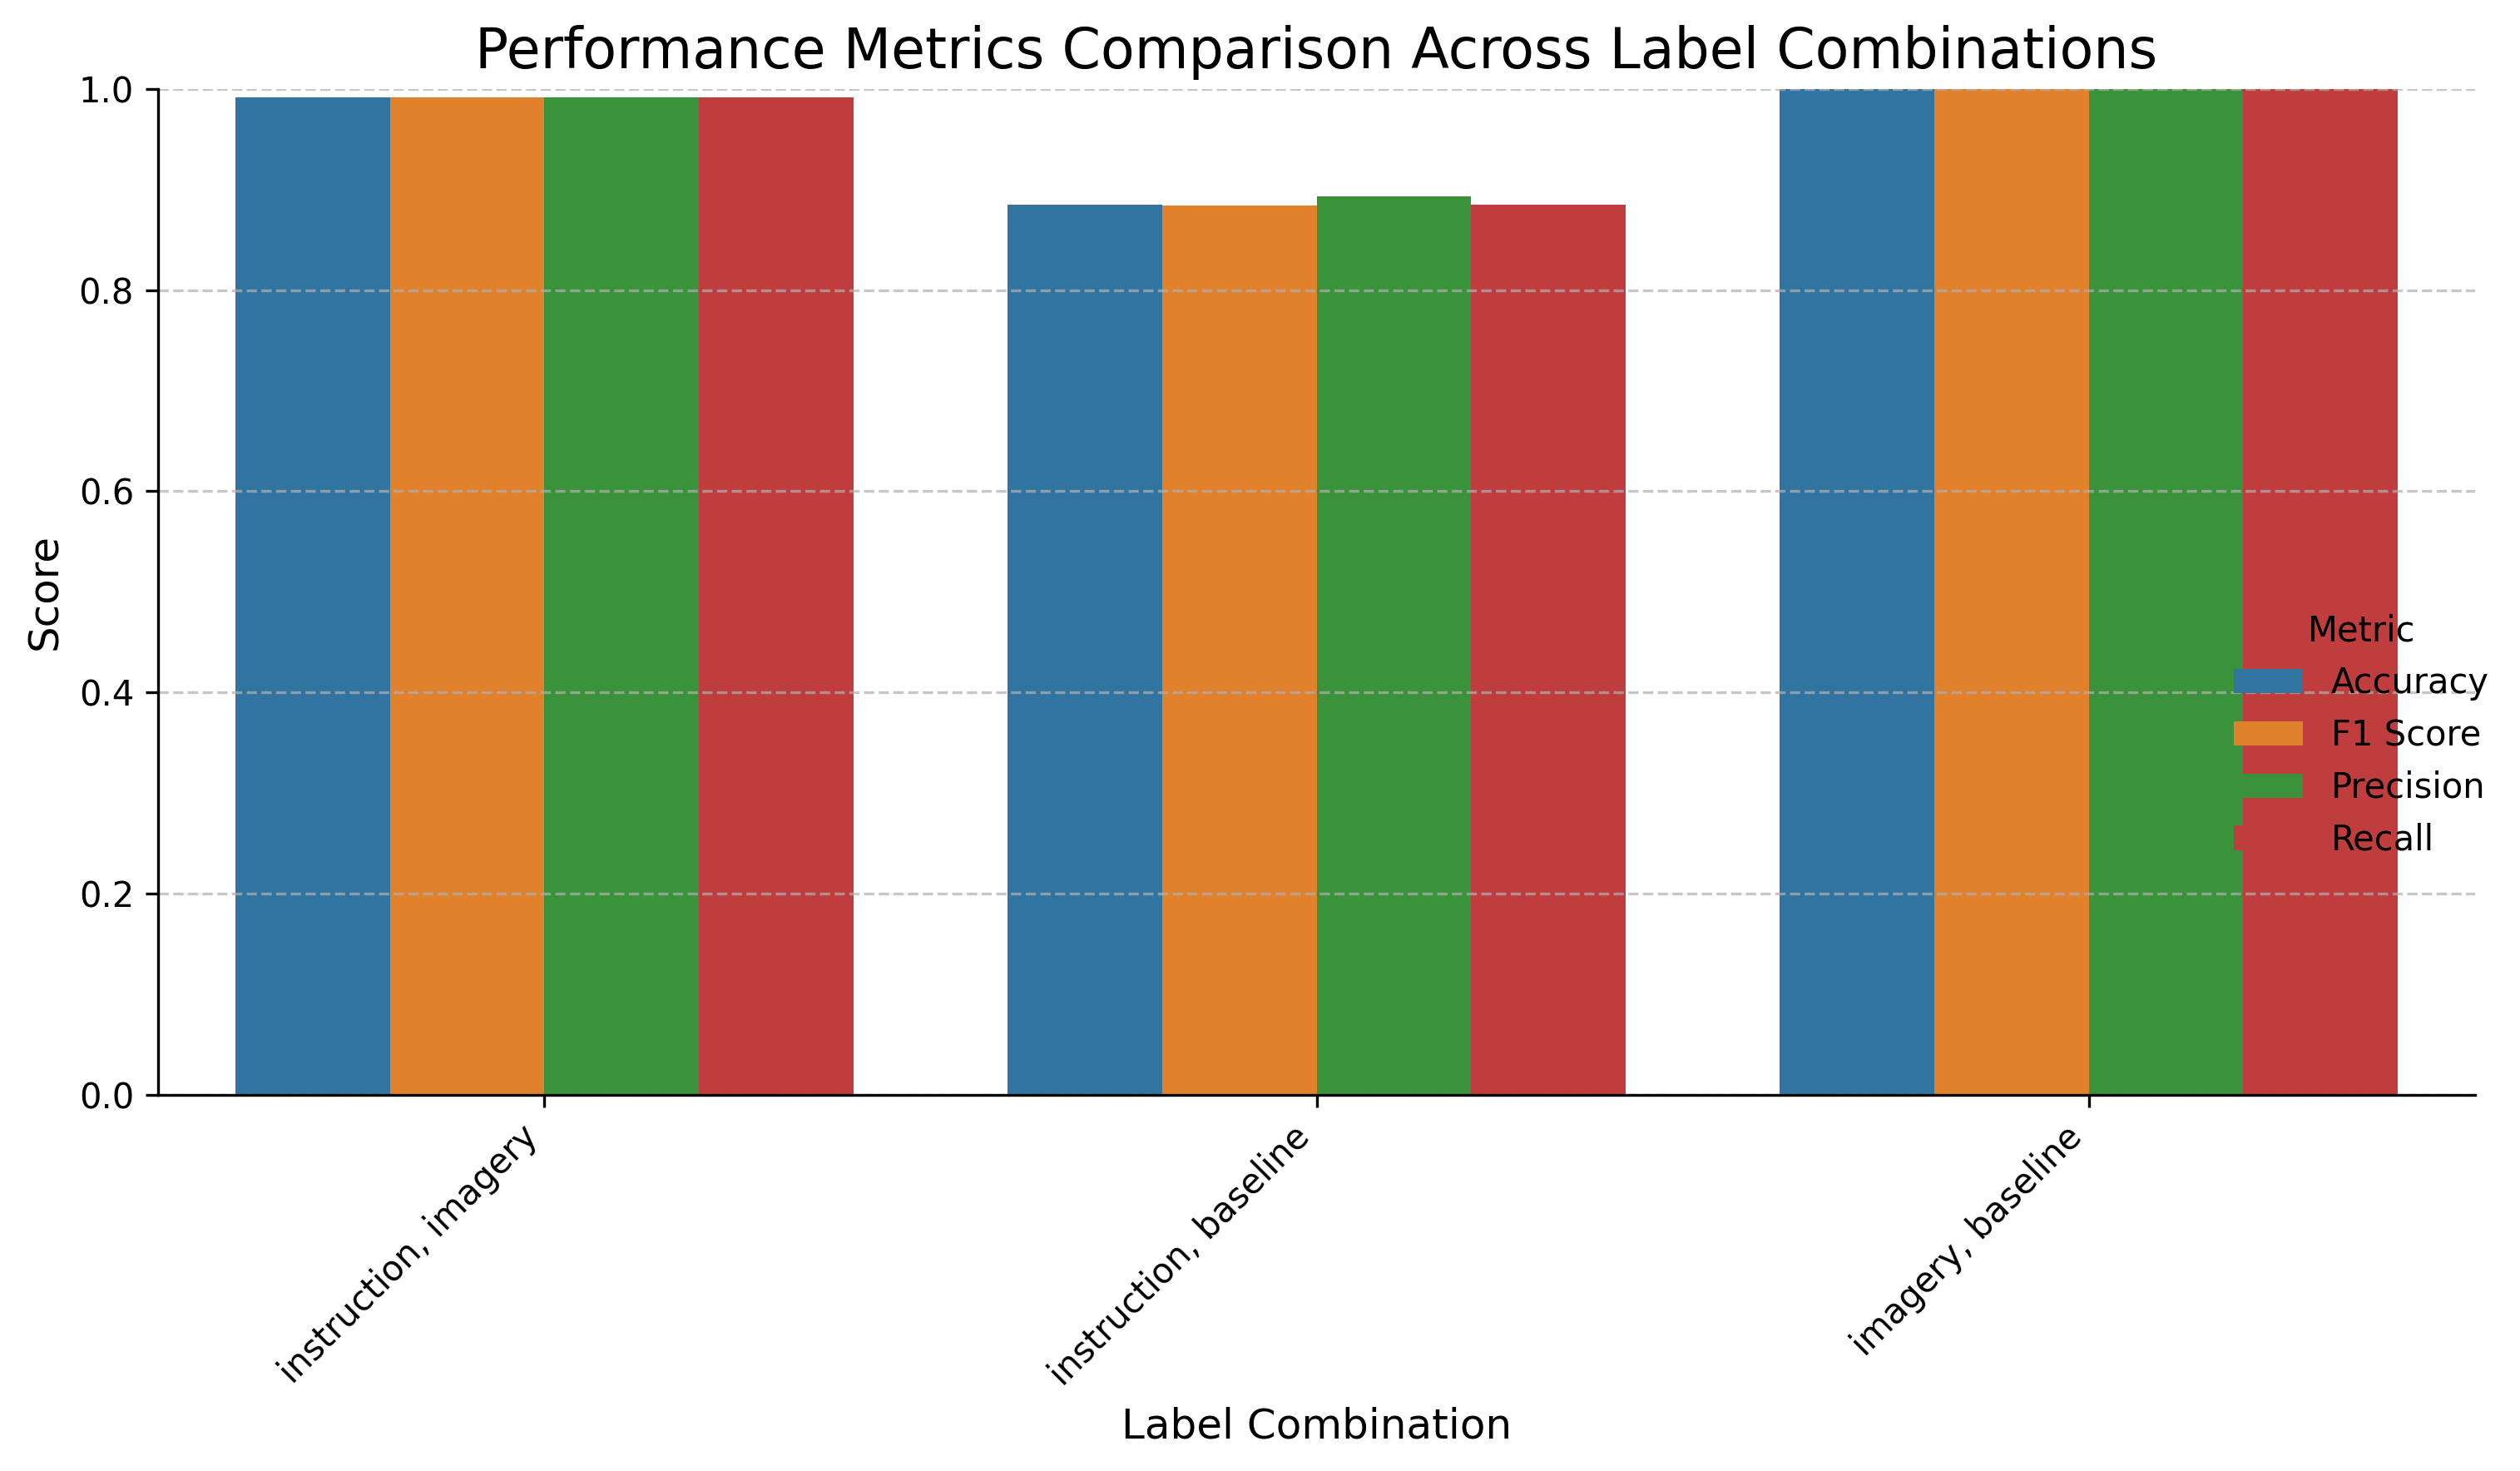 Performance Metrics Comparison Across Label Combinations
1.0
0.8
0.6
0.4
0.2
0.0
Score
Metric
Accuracy
F1 Score
Precision
Recall
instruction, imagery
instruction, baseline
imagery, baseline
Label Combination